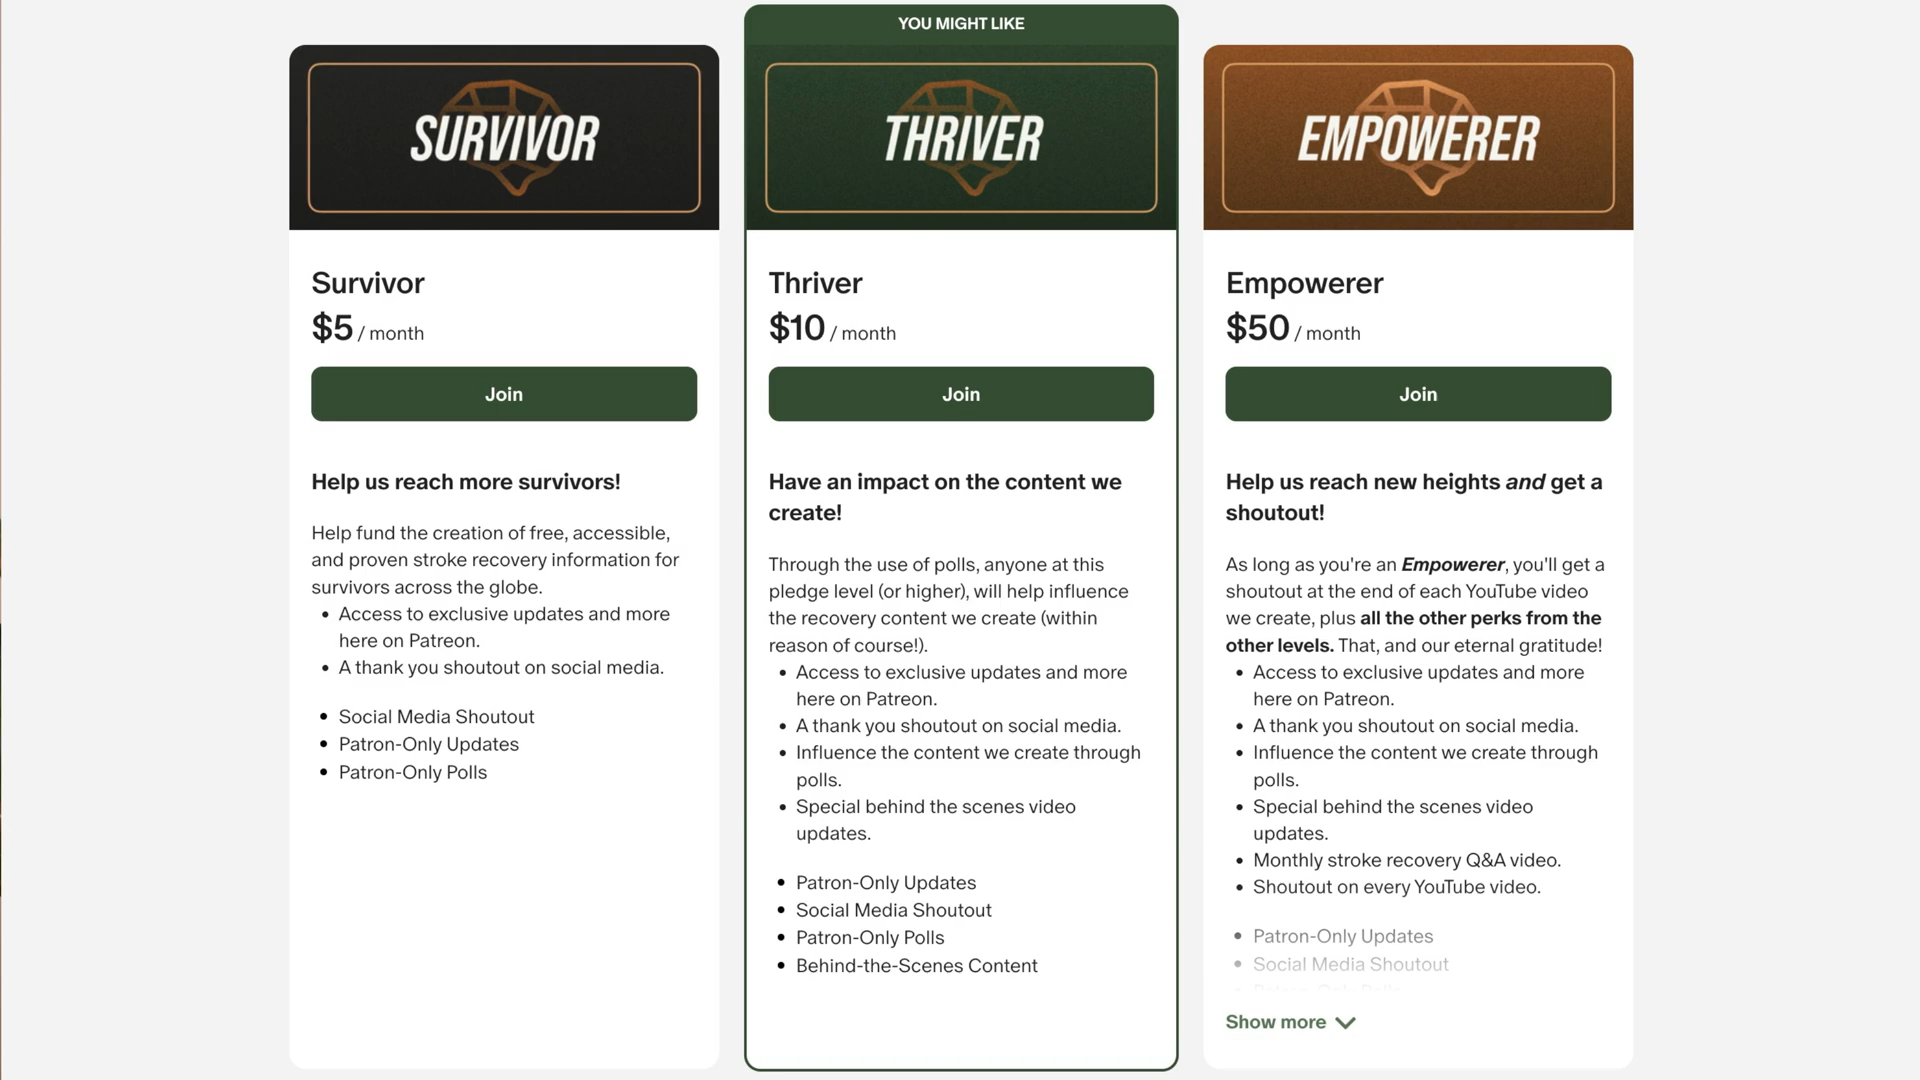 SURVIVOR
Survivor
$5 / month
Join
Help us reach more survivors!
Help fund the creation of free, accessible,
and proven stroke recovery information for
survivors across the globe.
• Access to exclusive updates and more
here on Patreon.
• A thank you shoutout on social media.
• Social Media Shoutout
• Patron-Only Updates
• Patron-Only Polls
YOU MIGHT LIKE
THRIVER
Thriver
$10 / month
Join
Have an impact on the content we
create!
Through the use of polls, anyone at this
pledge level (or higher), will help influence
the recovery content we create (within
reason of course!).
• Access to exclusive updates and more
here on Patreon.
• A thank you shoutout on social media.
• Influence the content we create through
polls.
• Special behind the scenes video
updates.
• Patron-Only Updates
• Social Media Shoutout
• Patron-Only Polls
• Behind-the-Scenes Content
EMPOWERER
Empowerer
$50 / month
Join
Help us reach new heights and get a
shoutout!
As long as you're an Empowerer, you'll get a
shoutout at the end of each YouTube video
we create, plus all the other perks from the
other levels. That, and our eternal gratitude!
• Access to exclusive updates and more
here on Patreon.
• A thank you shoutout on social media.
• Influence the content we create through
polls.
• Special behind the scenes video
updates.
• Monthly stroke recovery Q&A video.
• Shoutout on every YouTube video.
• Patron-Only Updates
• Social Media Shoutout
• Patron-Only Polls
Show more